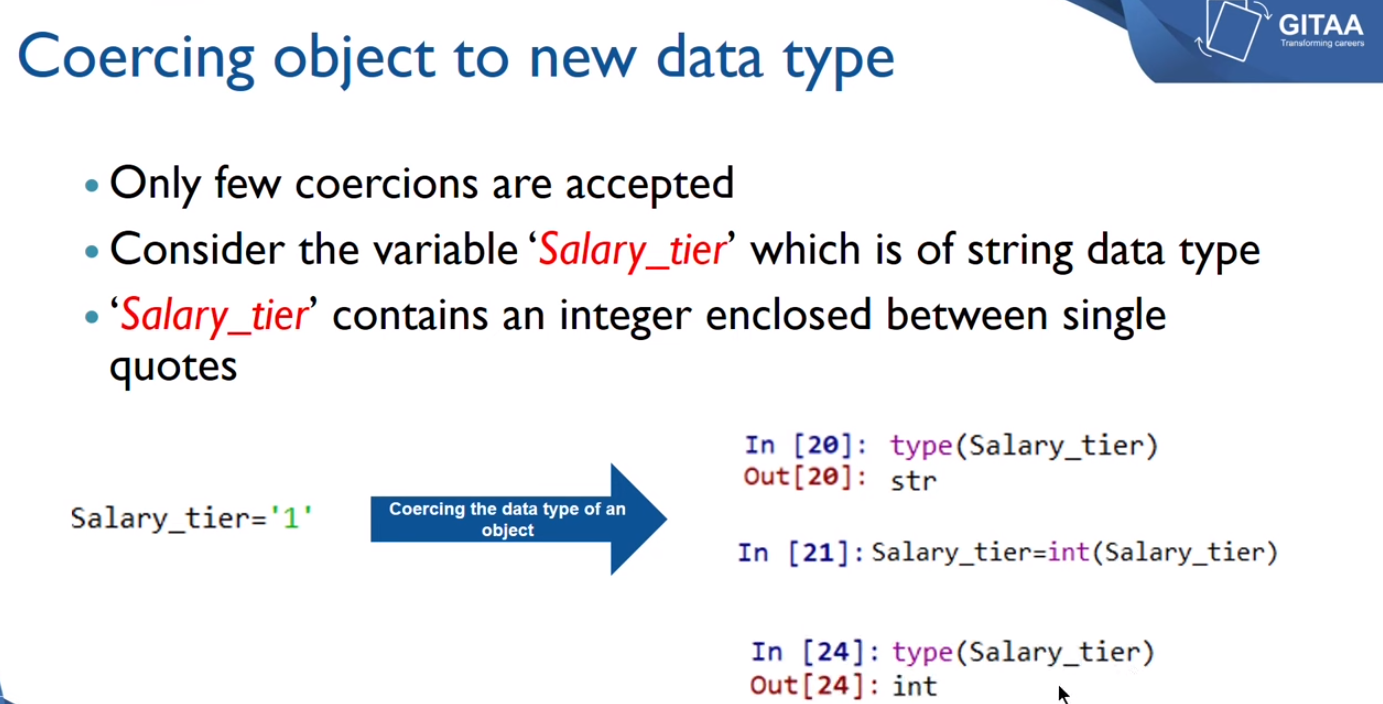 GITAA
Transforming careers
Coercing object to new data type
• Only few coercions are accepted
• Consider the variable ‘Salary_tier’ which is of string data type
• ‘Salary_tier’ contains an integer enclosed between single
quotes
Salary_tier='1'
Coercing the data type of an
object
In [20]: type(Salary_tier)
Out[20]: str
In [21]: Salary_tier=int(Salary_tier)
In [24]: type(Salary_tier)
Out[24]: int